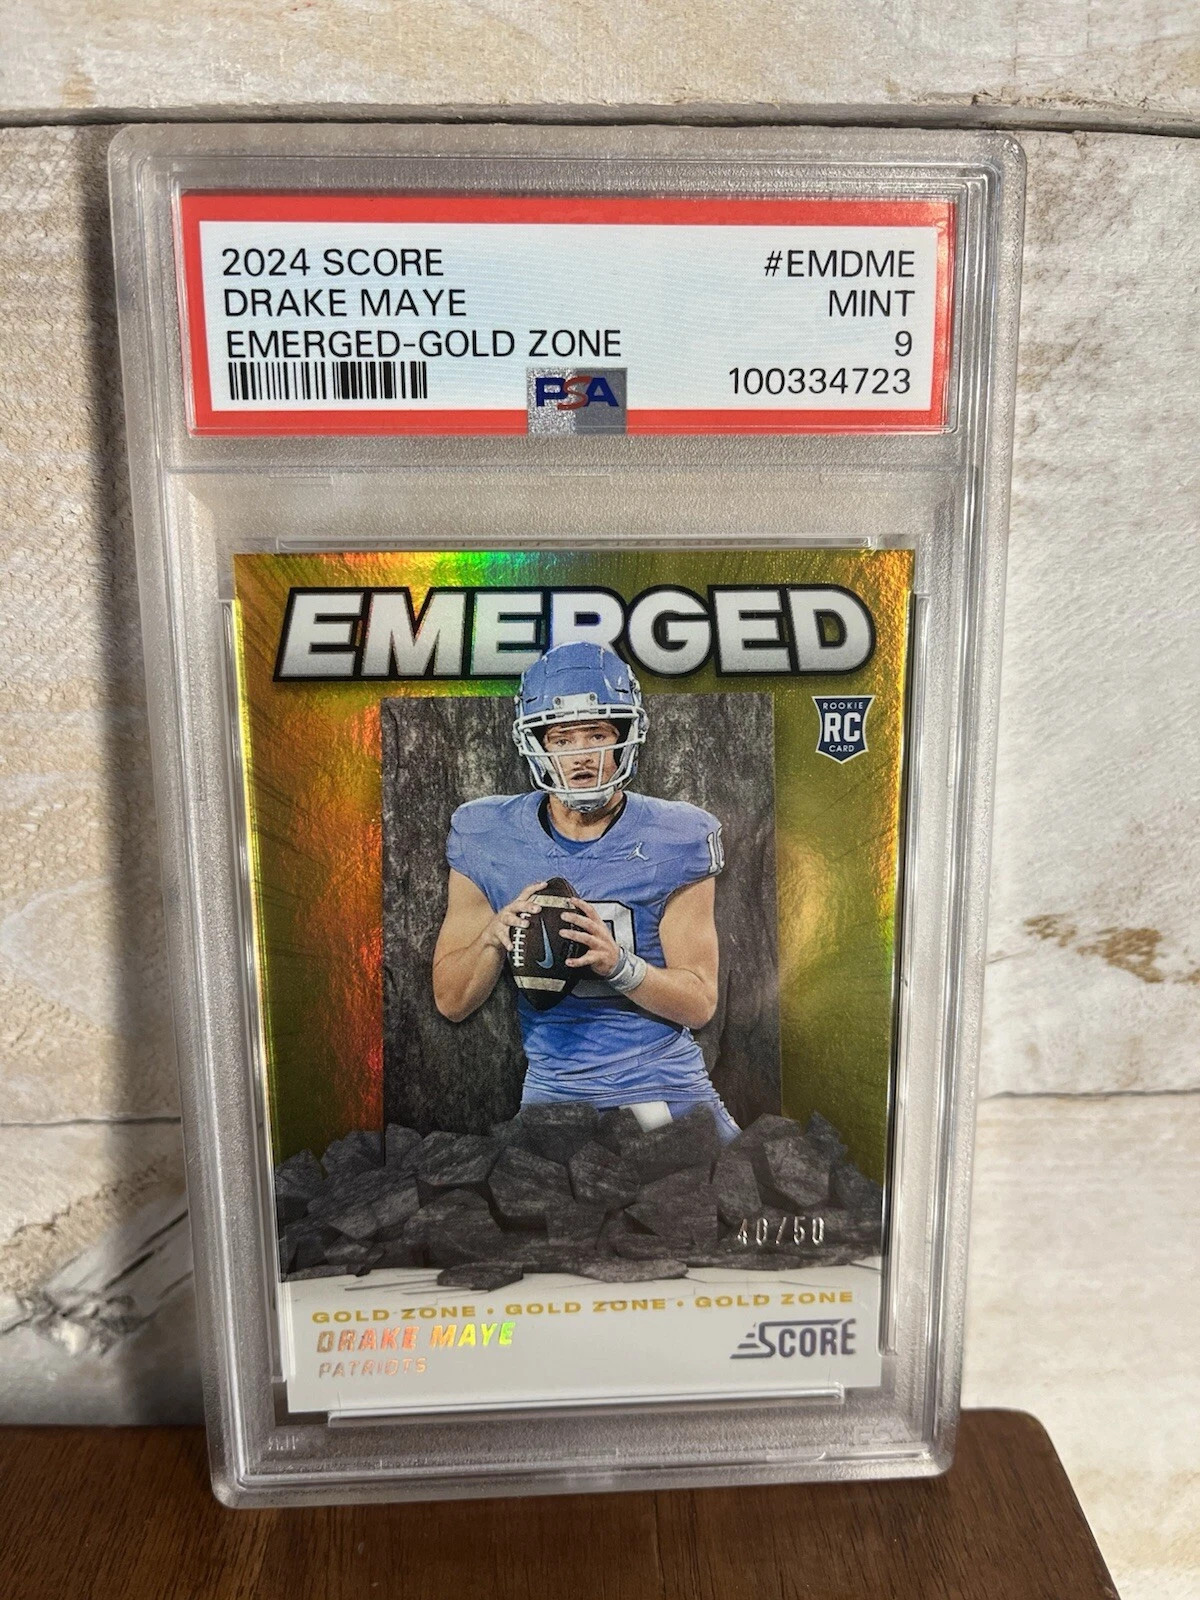 2024 SCORE #EMDME
DRAKE MAYE MINT
EMERGED-GOLD ZONE 9
PSA 100334723
EMERGED
ROOKIE
RC
CARD
10
40/50
GOLD ZONE • GOLD ZONE • GOLD ZONE
DRAKE MAYE
SCORE
PATRIOTS